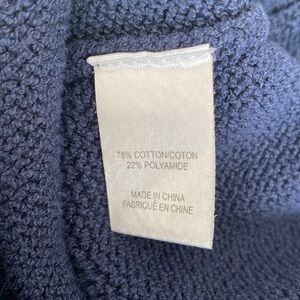 78% COTTON/COTON
22% POLYAMIDE
MADE IN CHINA
FABRIQUÉ EN CHINE